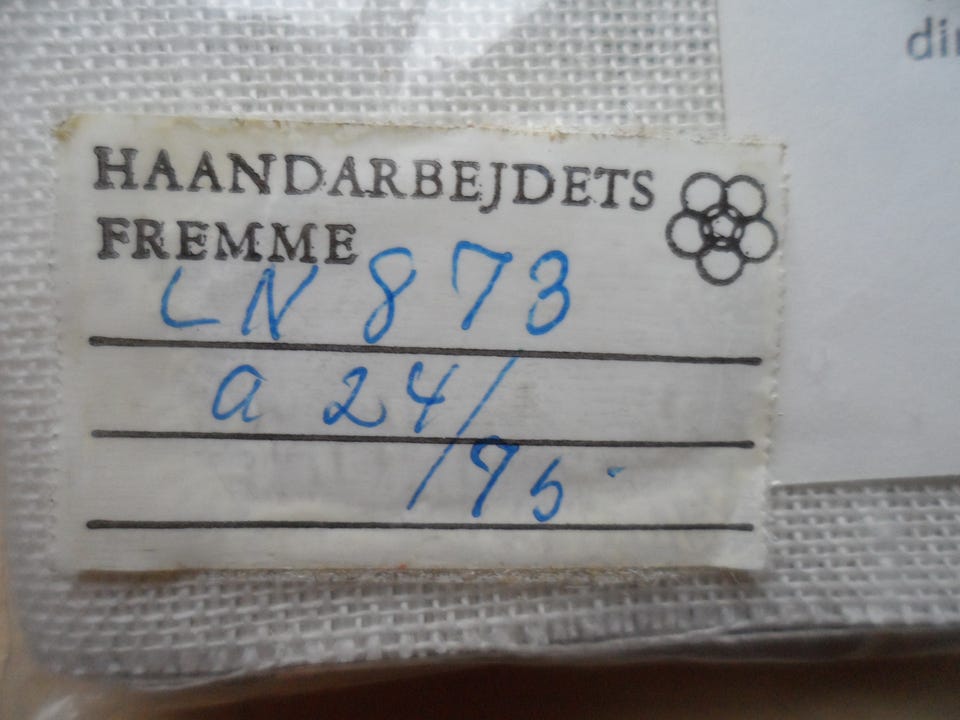 HAANDARBEJDETS
FREMME
LN 873
a 24/
/75